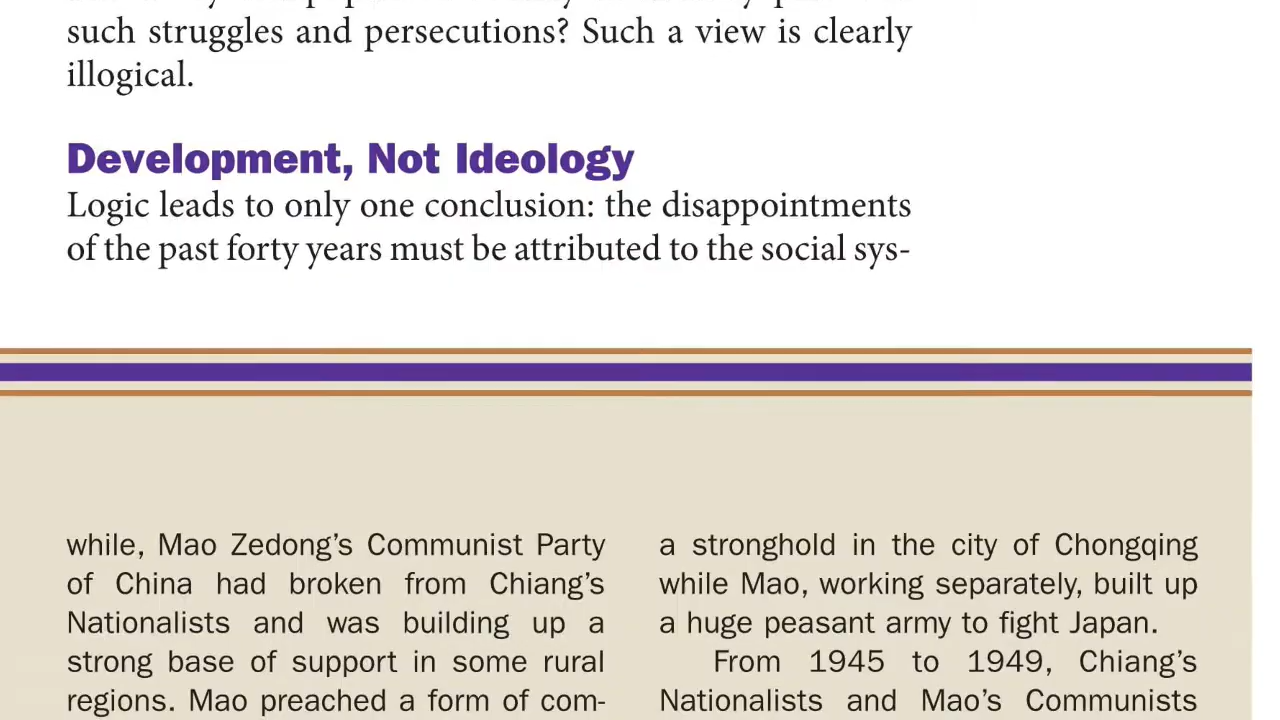 such struggles and persecutions? Such a view is clearly
illogical.
Development, Not Ideology
Logic leads to only one conclusion: the disappointments
of the past forty years must be attributed to the social sys-
while, Mao Zedong’s Communist Party
of China had broken from Chiang’s
Nationalists and was building up a
strong base of support in some rural
regions. Mao preached a form of com-
a stronghold in the city of Chongqing
while Mao, working separately, built up
a huge peasant army to fight Japan.
From 1945 to 1949, Chiang’s
Nationalists and Mao’s Communists